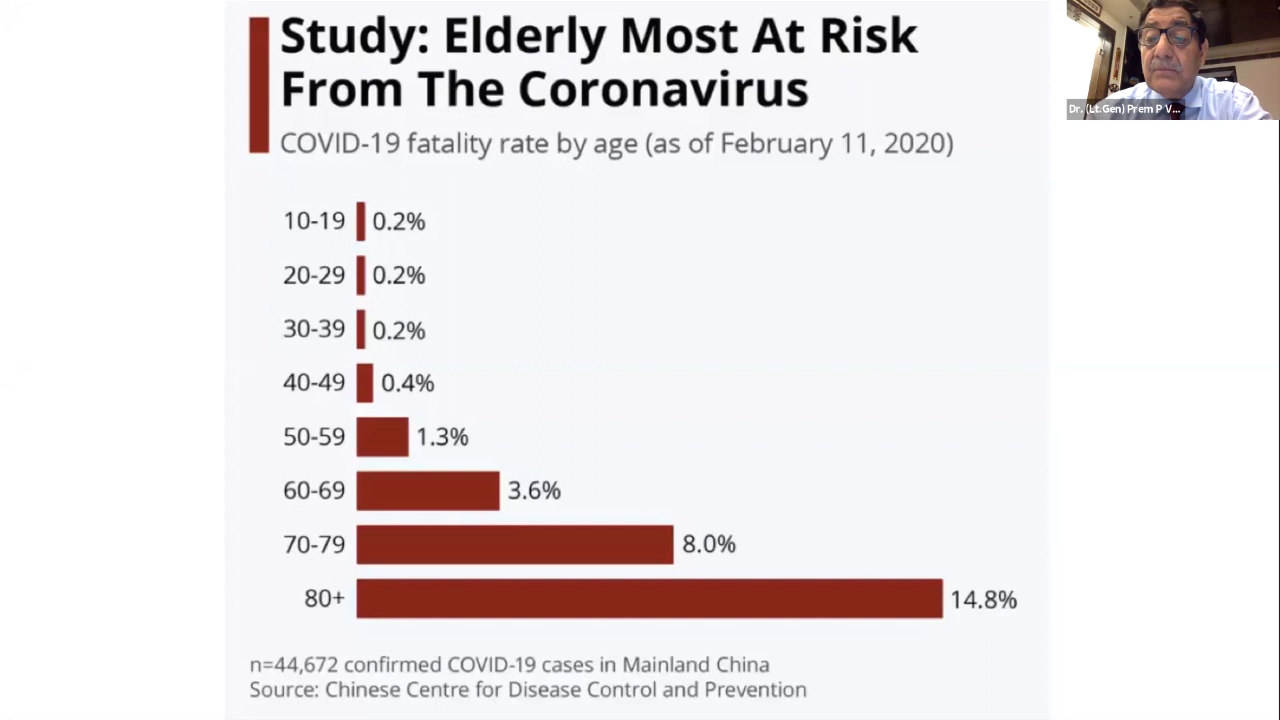 Study: Elderly Most At Risk
From The Coronavirus
COVID-19 fatality rate by age (as of February 11, 2020)
10-19 0.2%
20-29 0.2%
30-39 0.2%
40-49 0.4%
50-59 1.3%
60-69 3.6%
70-79 8.0%
80+ 14.8%
n=44,672 confirmed COVID-19 cases in Mainland China
Source: Chinese Centre for Disease Control and Prevention
Dr. (Lt.Gen) Prem P V...